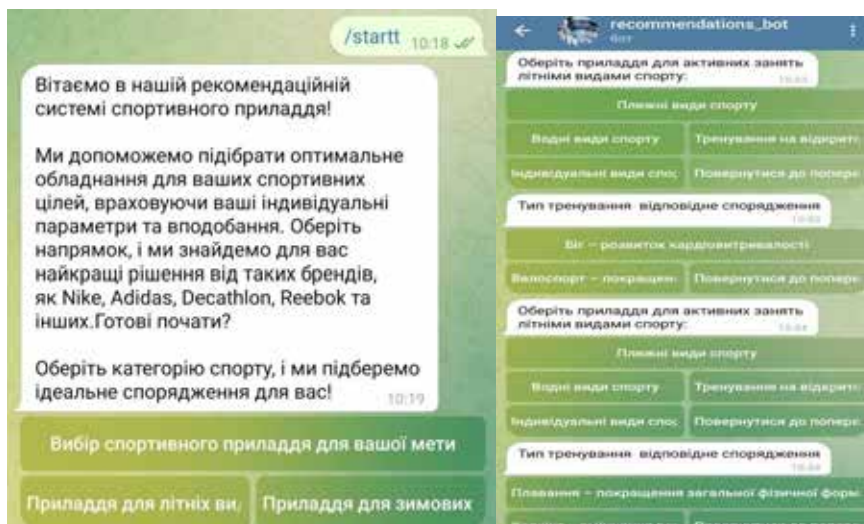 /startt 10:18
Вітаємо в нашій рекомендаційній
системі спортивного приладдя!
Ми допоможемо підібрати оптимальне
обладнання для ваших спортивних
цілей, враховуючи ваші індивідуальні
параметри та вподобання. Оберіть
напрямок, і ми знайдемо для вас
найкращі рішення від таких брендів,
як Nike, Adidas, Decathlon, Reebok та
інших.Готові почати?
Оберіть категорію спорту, і ми підберемо
ідеальне спорядження для вас! 10:19
Вибір спортивного приладдя для вашої мети
Приладдя для літніх ви.
Приладдя для зимових
recommendations_bot
бот
Оберіть приладдя для активних занять
літніми видами спорту:
Пляжні види спорту
Водні види спорту
Тренування на відкрито
Індивідуальні види спо
Повернутися до попере
Тип тренування відповідне спорядження
Біг – розвиток кардіовитривалості
Велоспорт – покращенн
Повернутися до попере
Оберіть приладдя для активних занять
літніми видами спорту:
Пляжні види спорту
Водні види спорту
Тренування на відкрито
Індивідуальні види спо
Повернутися до попере
Тип тренування відповідне спорядження
Плавання – покращення загальної фізичної форм